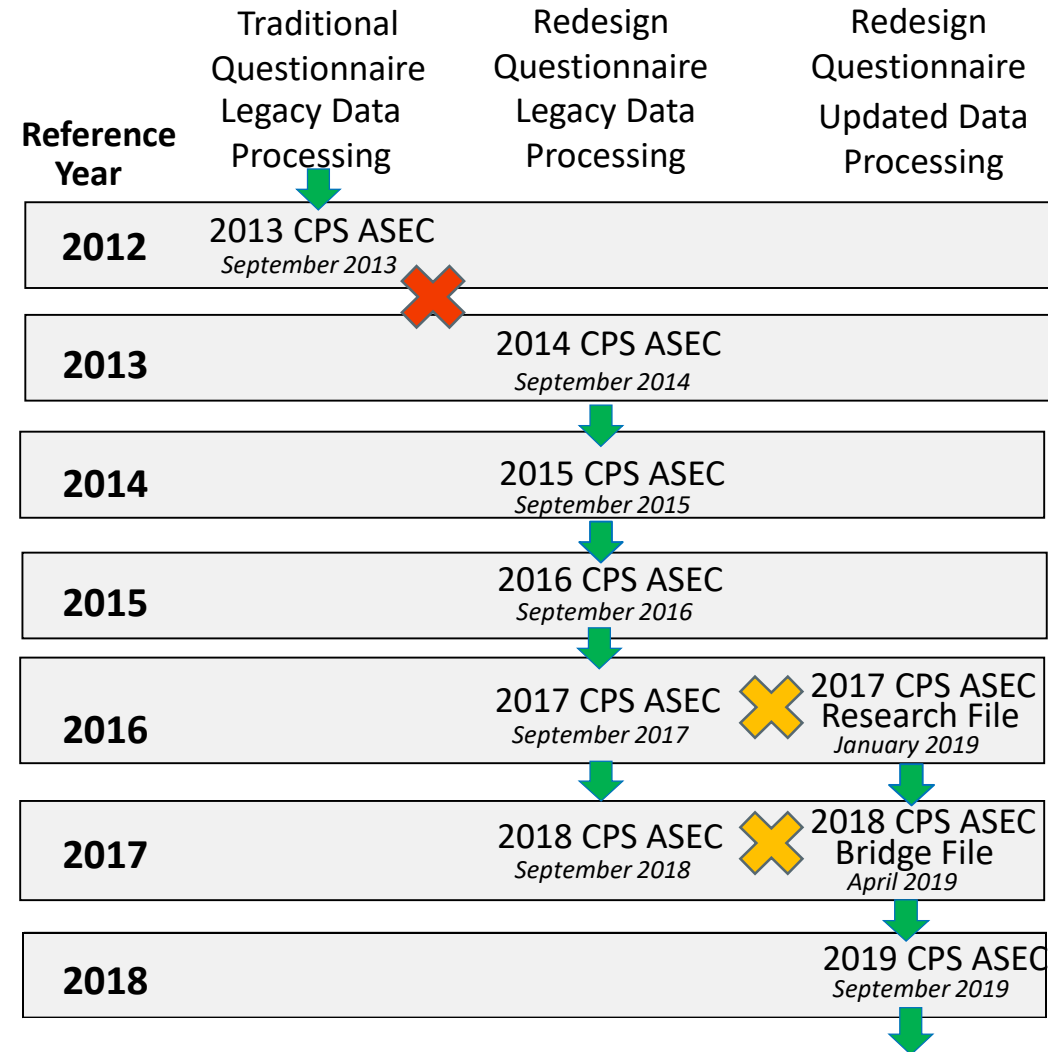 Traditional
Questionnaire
Legacy Data
Processing
Redesign
Questionnaire
Legacy Data
Processing
Redesign
Questionnaire
Updated Data
Processing
Reference
Year
2012
2013 CPS ASEC
September 2013
2013
2014 CPS ASEC
September 2014
2014
2015 CPS ASEC
September 2015
2015
2016 CPS ASEC
September 2016
2016
2017 CPS ASEC
September 2017
2017 CPS ASEC
Research File
January 2019
2017
2018 CPS ASEC
September 2018
2018 CPS ASEC
Bridge File
April 2019
2018
2019 CPS ASEC
September 2019